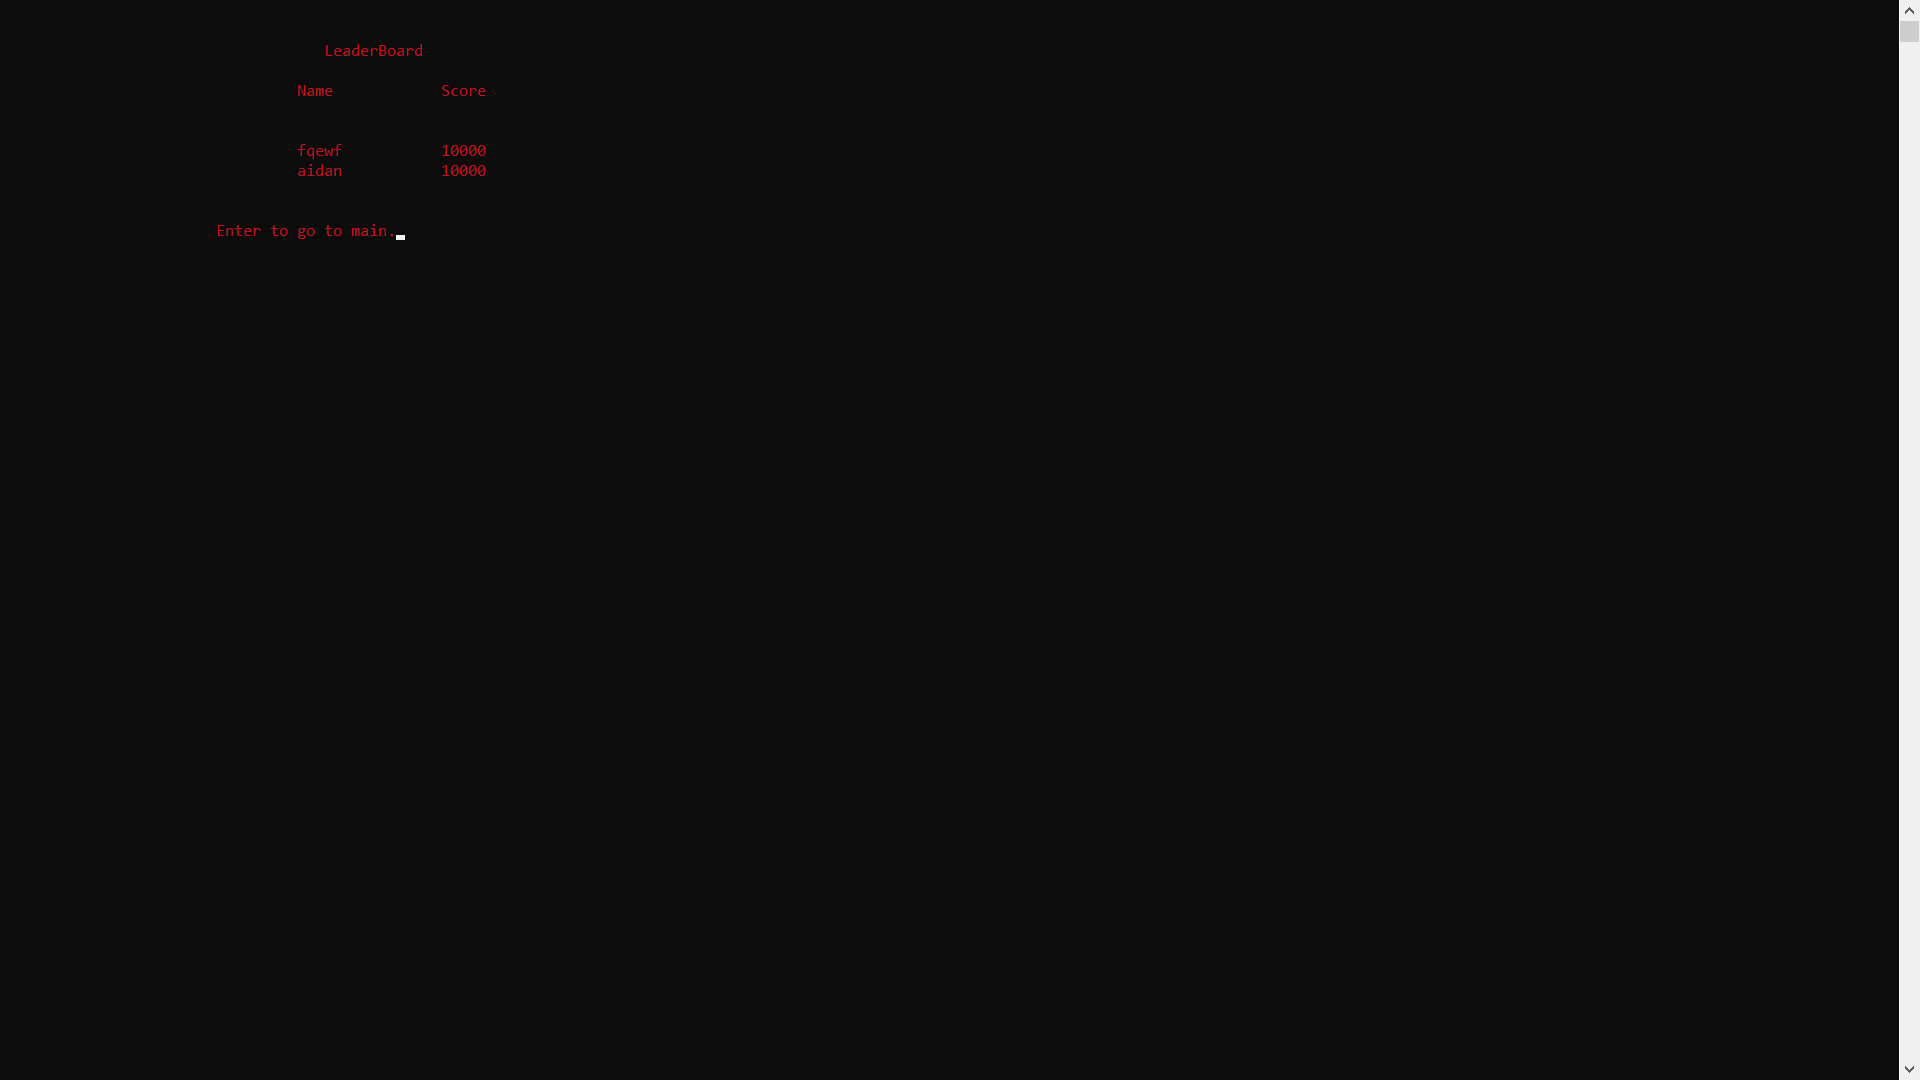 LeaderBoard
Name Score
fqewf 10000
aidan 10000
Enter to go to main.